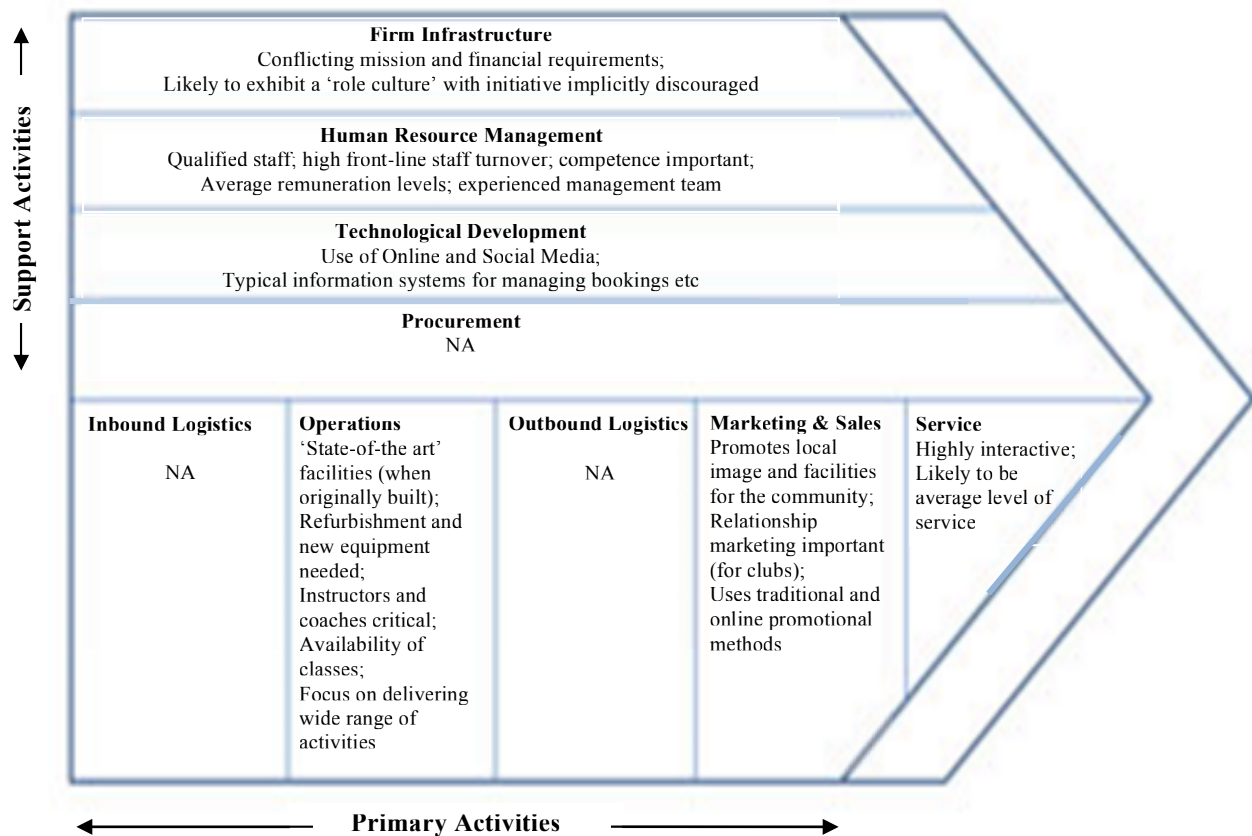 Support Activities
Firm Infrastructure
Conflicting mission and financial requirements;
Likely to exhibit a ‘role culture’ with initiative implicitly discouraged
Human Resource Management
Qualified staff; high front-line staff turnover; competence important;
Average remuneration levels; experienced management team
Technological Development
Use of Online and Social Media;
Typical information systems for managing bookings etc
Procurement
NA
Inbound Logistics
NA
Operations
‘State-of-the art’
facilities (when
originally built);
Refurbishment and
new equipment
needed;
Instructors and
coaches critical;
Availability of
classes;
Focus on delivering
wide range of
activities
Outbound Logistics
NA
Marketing & Sales
Promotes local
image and facilities
for the community;
Relationship
marketing important
(for clubs);
Uses traditional and
online promotional
methods
Service
Highly interactive;
Likely to be
average level of
service
Primary Activities